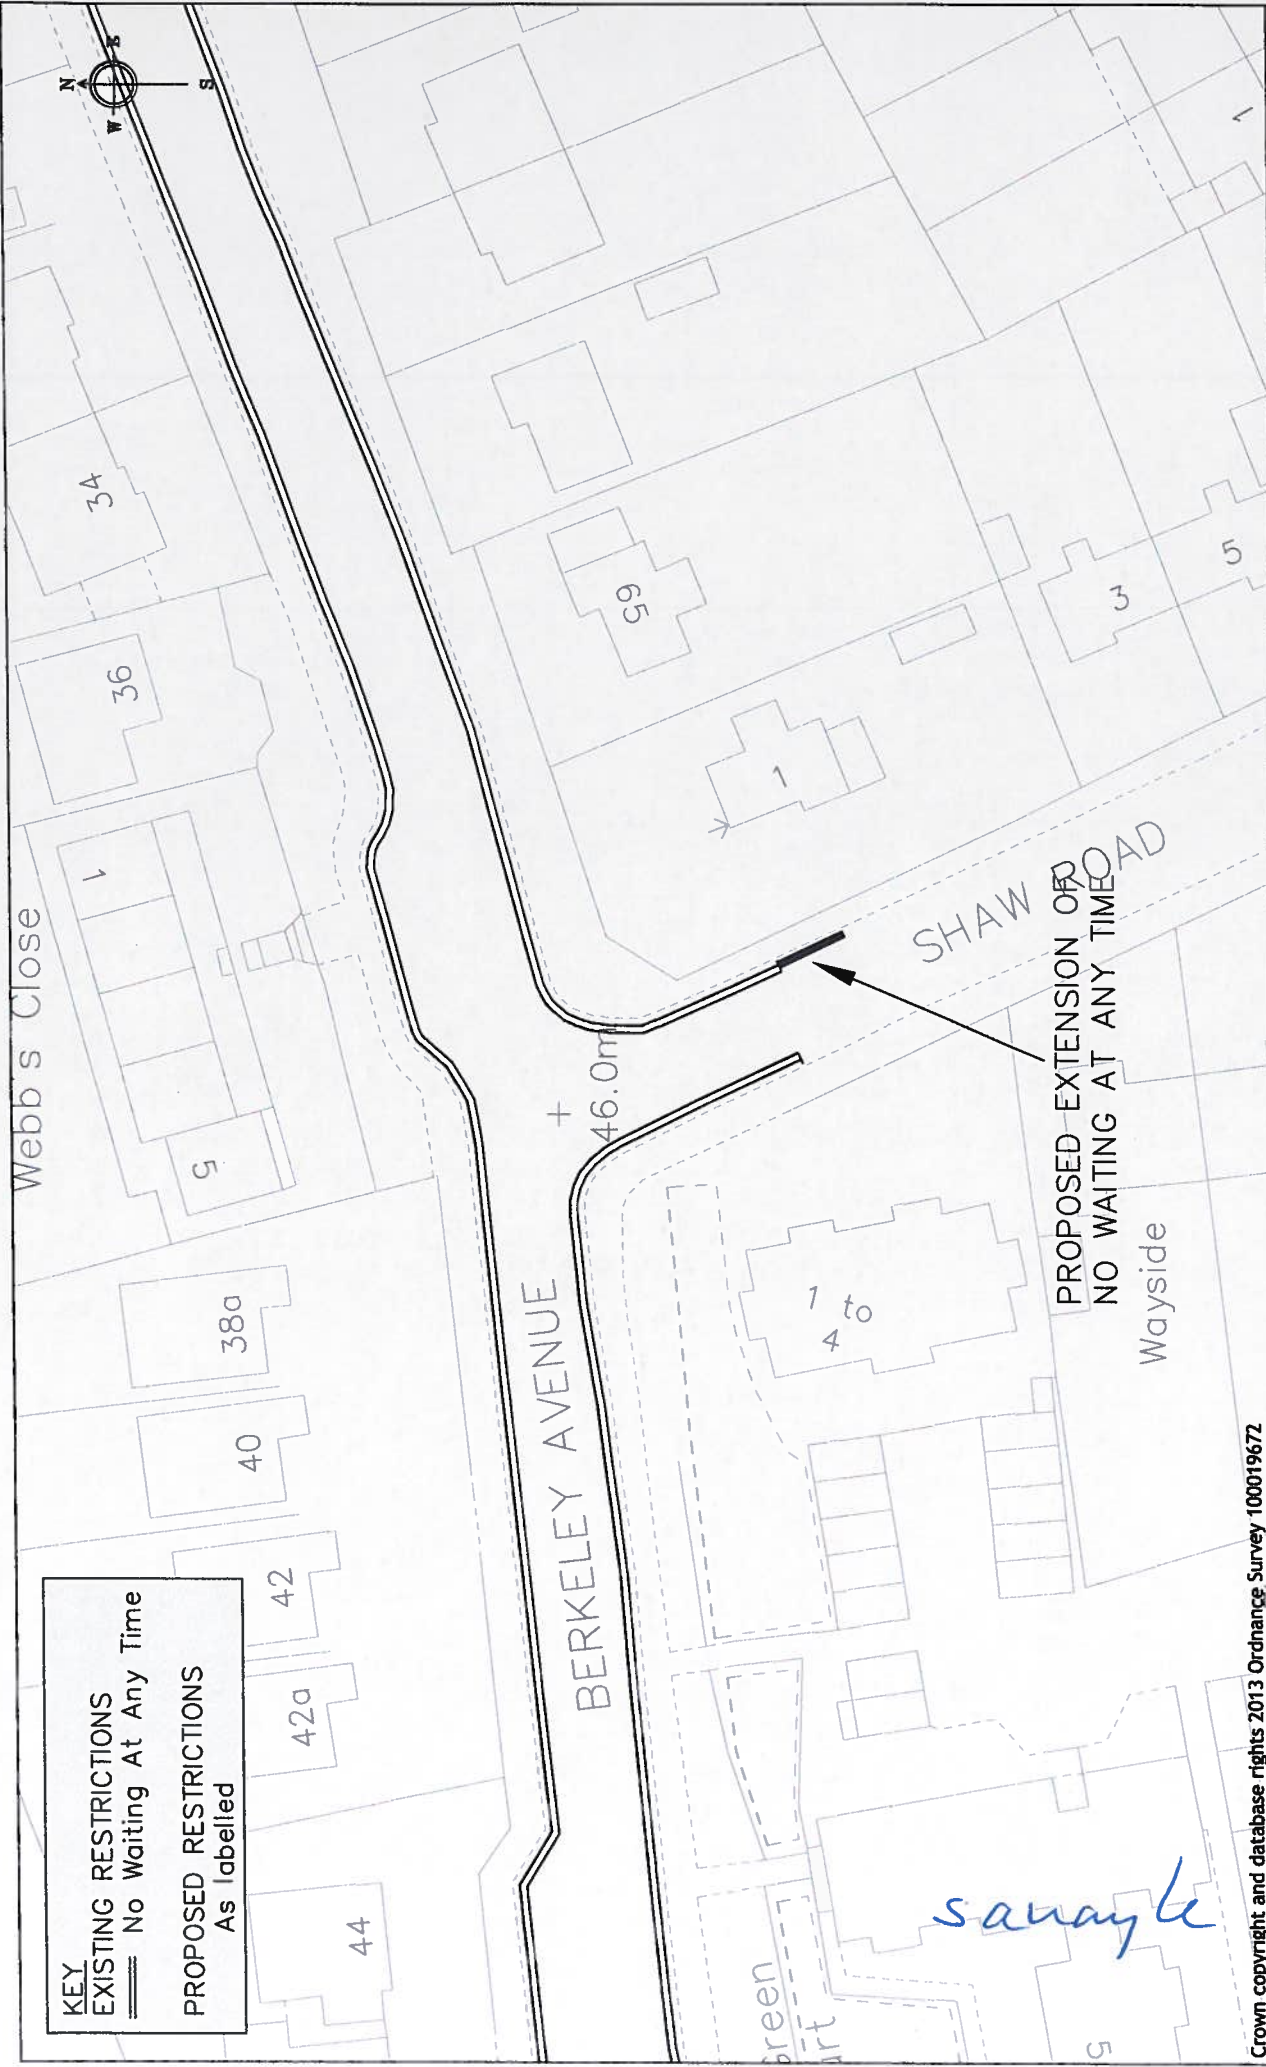 KEY
EXISTING RESTRICTIONS
No Waiting At Any Time
PROPOSED RESTRICTIONS
As labelled
Webb's Close
N
E
S
W
44
42a
42
40
38a
5
1
36
34
BERKELEY AVENUE
46.0m
65
1
3
5
1
SHAW ROAD
PROPOSED EXTENSION OF
NO WAITING AT ANY TIME
1 to
4
Wayside
5
Crown copyright and database rights 2013 Ordnance Survey 100019672